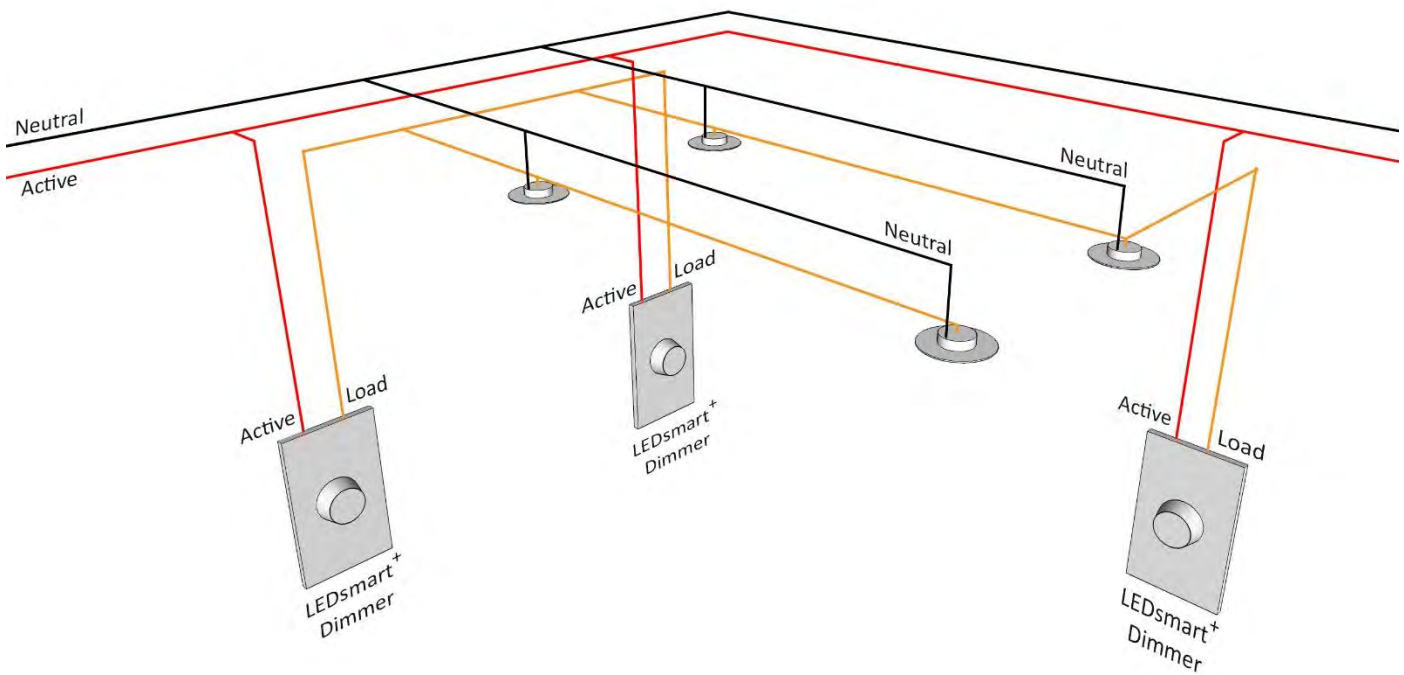 Neutral
Active
Neutral
Neutral
Active
Load
LEDsmart+
Dimmer
Active
Load
LEDsmart+
Dimmer
Active
Load
LEDsmart+
Dimmer